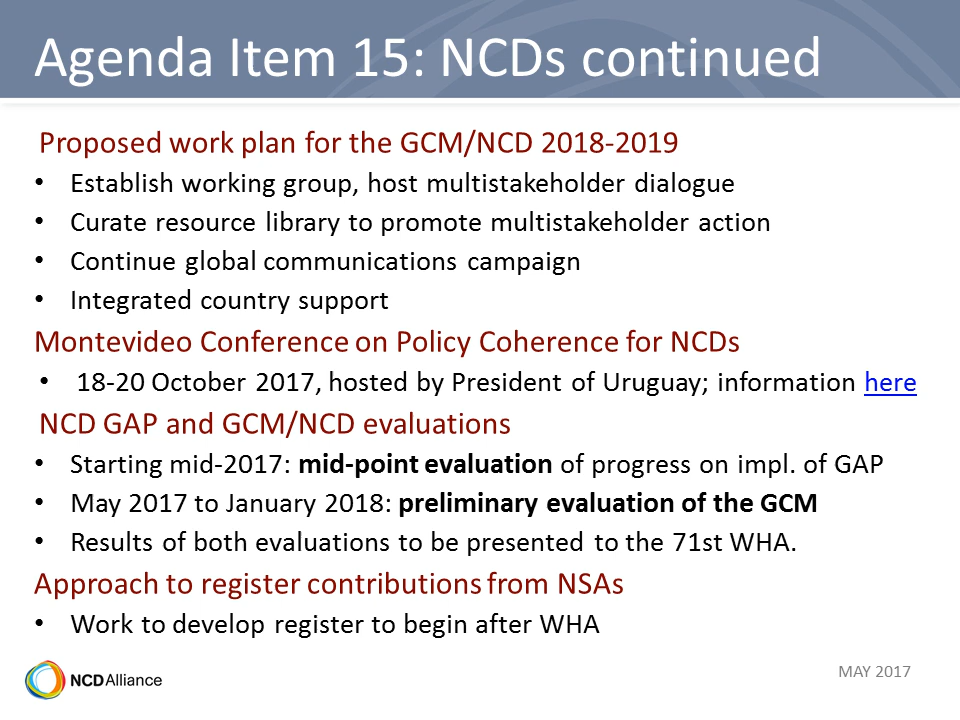 Agenda Item 15: NCDs continued
Proposed work plan for the GCM/NCD 2018-2019
• Establish working group, host multistakeholder dialogue
• Curate resource library to promote multistakeholder action
• Continue global communications campaign
• Integrated country support
Montevideo Conference on Policy Coherence for NCDs
• 18-20 October 2017, hosted by President of Uruguay; information here
NCD GAP and GCM/NCD evaluations
• Starting mid-2017: mid-point evaluation of progress on impl. of GAP
• May 2017 to January 2018: preliminary evaluation of the GCM
• Results of both evaluations to be presented to the 71st WHA.
Approach to register contributions from NSAs
• Work to develop register to begin after WHA
NCD Alliance
MAY 2017